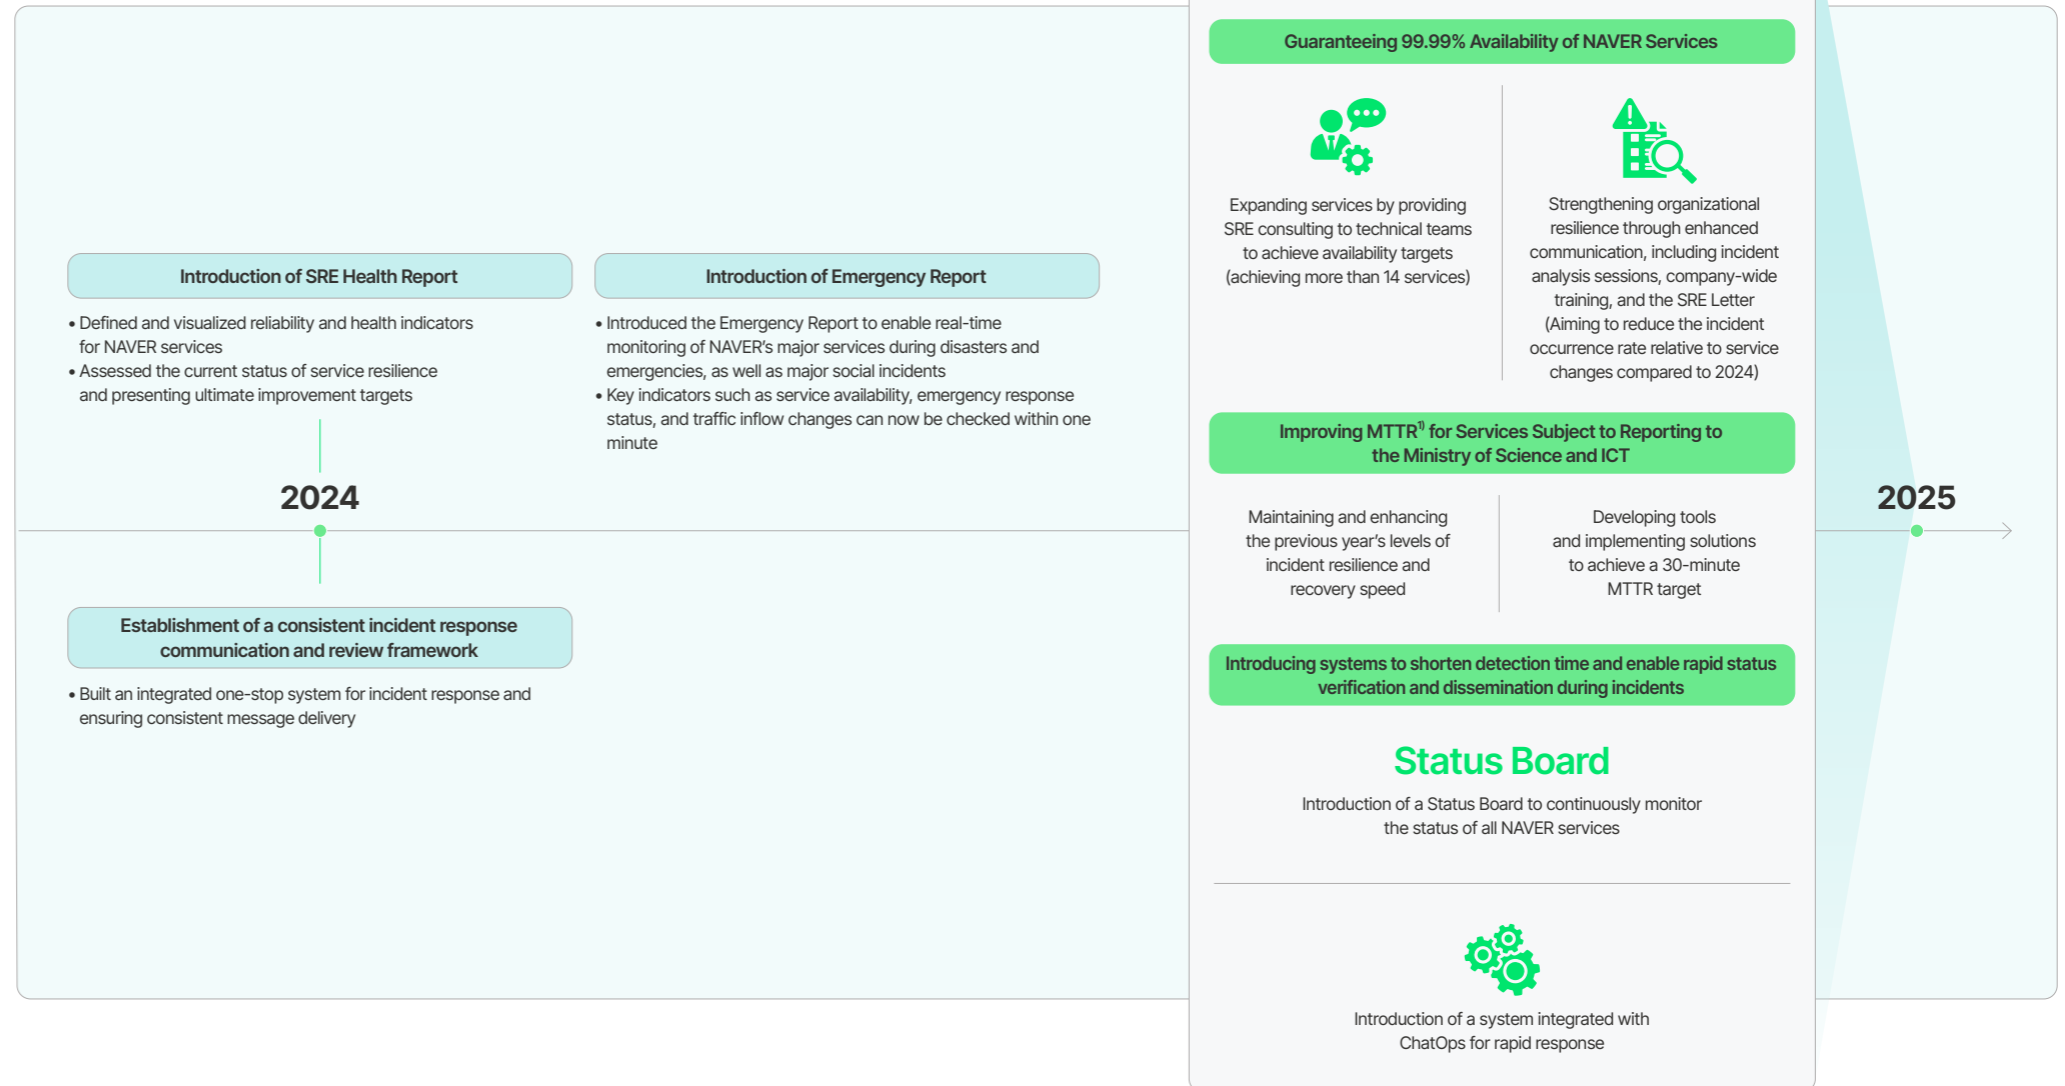 Introduction of SRE Health Report
• Defined and visualized reliability and health indicators
for NAVER services
• Assessed the current status of service resilience
and presenting ultimate improvement targets
Introduction of Emergency Report
• Introduced the Emergency Report to enable real-time
monitoring of NAVER’s major services during disasters and
emergencies, as well as major social incidents
• Key indicators such as service availability, emergency response
status, and traffic inflow changes can now be checked within one
minute
2024
Establishment of a consistent incident response
communication and review framework
• Built an integrated one-stop system for incident response and
ensuring consistent message delivery
Guaranteeing 99.99% Availability of NAVER Services
Expanding services by providing
SRE consulting to technical teams
to achieve availability targets
(achieving more than 14 services)
Strengthening organizational
resilience through enhanced
communication, including incident
analysis sessions, company-wide
training, and the SRE Letter
(Aiming to reduce the incident
occurrence rate relative to service
changes compared to 2024)
Improving MTTR1) for Services Subject to Reporting to
the Ministry of Science and ICT
Maintaining and enhancing
the previous year’s levels of
incident resilience and
recovery speed
Developing tools
and implementing solutions
to achieve a 30-minute
MTTR target
Introducing systems to shorten detection time and enable rapid status
verification and dissemination during incidents
Status Board
Introduction of a Status Board to continuously monitor
the status of all NAVER services
Introduction of a system integrated with
ChatOps for rapid response
2025